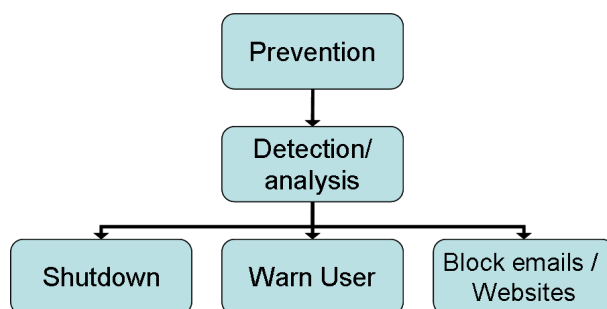 Prevention
Detection/
analysis
Shutdown
Warn User
Block emails /
Websites